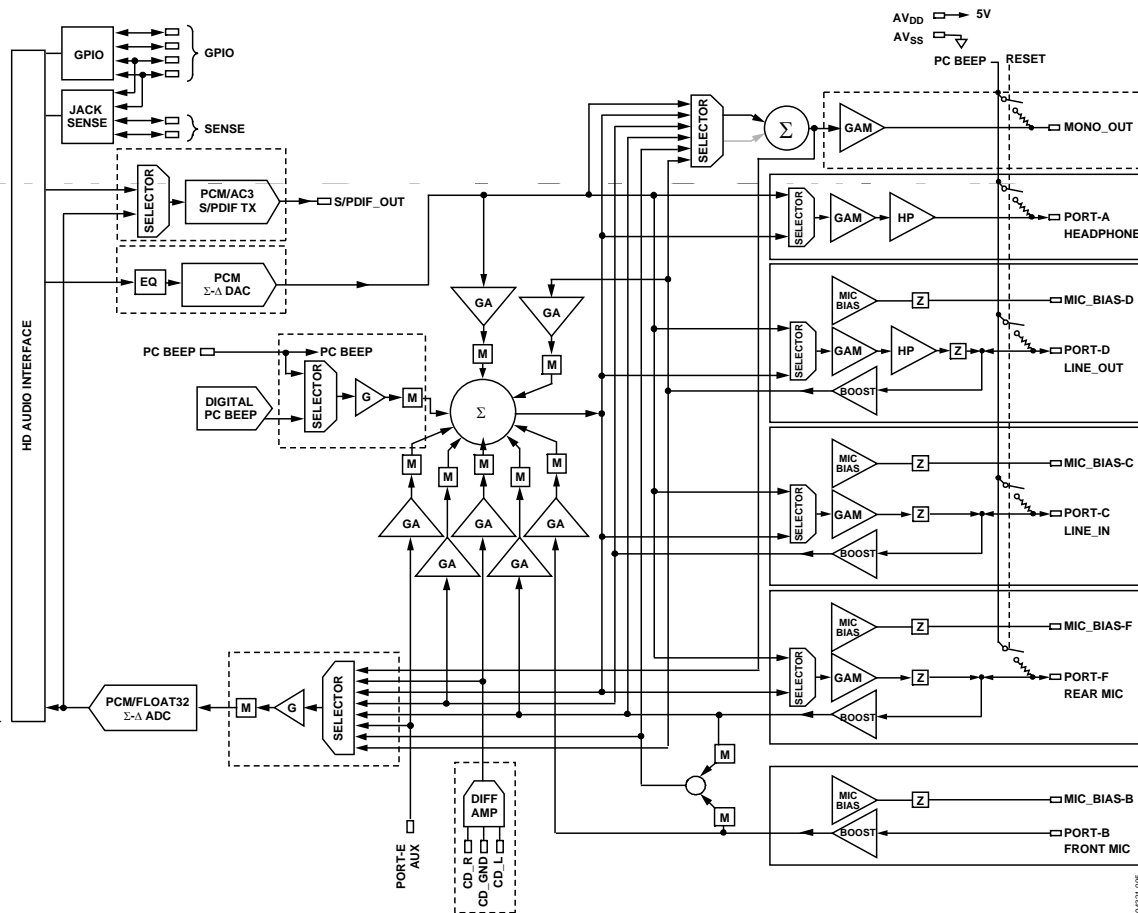 AVDD 5V
AVSS
PC BEEP RESET
GPIO
GPIO
JACK
SENSE
SENSE
SELECTOR
Σ
GAM
MONO_OUT
SELECTOR
PCM/AC3
S/PDIF TX
S/PDIF_OUT
SELECTOR
GAM
HP
PORT-A
HEADPHONE
EQ
PCM
Σ-Δ DAC
GA
GA
M
M
MIC
BIAS
Z
MIC_BIAS-D
SELECTOR
GAM
HP
Z
PORT-D
LINE_OUT
BOOST
HD AUDIO INTERFACE
PC BEEP
PC BEEP
DIGITAL
PC BEEP
SELECTOR
G
M
Σ
M
M
M
M
M
GA
GA
GA
GA
GA
MIC
BIAS
Z
MIC_BIAS-C
SELECTOR
GAM
Z
PORT-C
LINE_IN
BOOST
MIC
BIAS
Z
MIC_BIAS-F
SELECTOR
GAM
Z
PORT-F
REAR MIC
BOOST
PCM/FLOAT32
Σ-Δ ADC
M
G
SELECTOR
M
M
DIFF
AMP
PORT-E
AUX
CD_R
CD_GND
CD_L
MIC
BIAS
Z
MIC_BIAS-B
BOOST
PORT-B
FRONT MIC